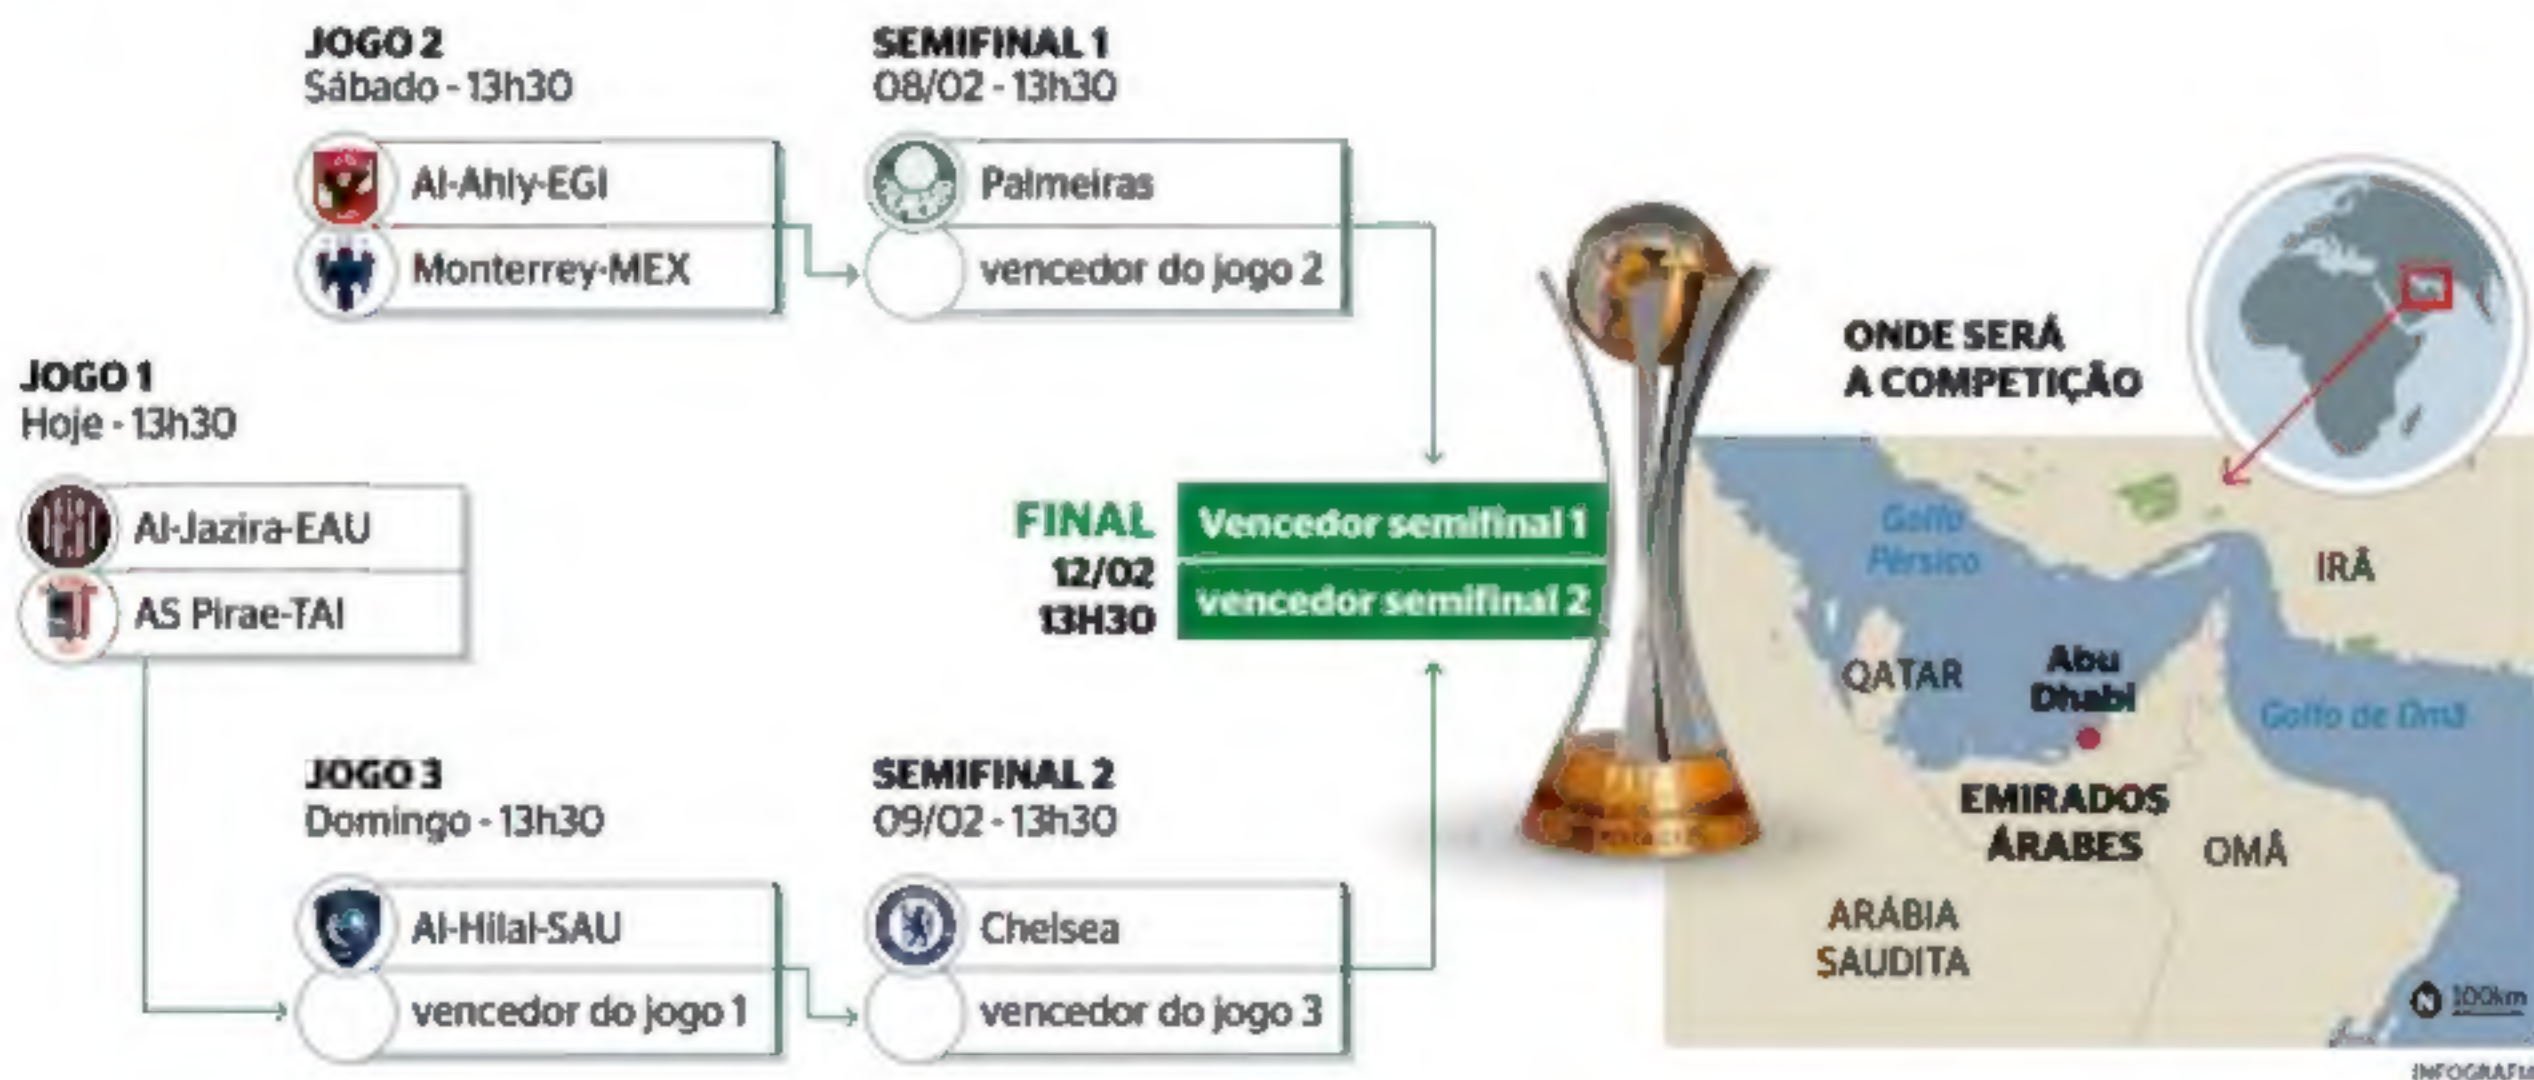 JOGO 2
Sábado - 13h30
Al-Ahly-EGI
Monterrey-MEX
SEMIFINAL 1
08/02 - 13h30
Palmeiras
vencedor do jogo 2
JOGO 1
Hoje - 13h30
Al-Jazira-EAU
AS Pirae-TAI
JOGO 3
Domingo - 13h30
Al-Hilal-SAU
vencedor do jogo 1
SEMIFINAL 2
09/02 - 13h30
Chelsea
vencedor do jogo 3
FINAL
12/02
13H30
Vencedor semifinal 1
vencedor semifinal 2
ONDE SERÁ
A COMPETIÇÃO
Golfo
Pérsico
IRÃ
QATAR
Abu
Dhabi
Golfo de Omã
EMIRADOS
ÁRABES
OMÃ
ARÁBIA
SAUDITA
N 100km